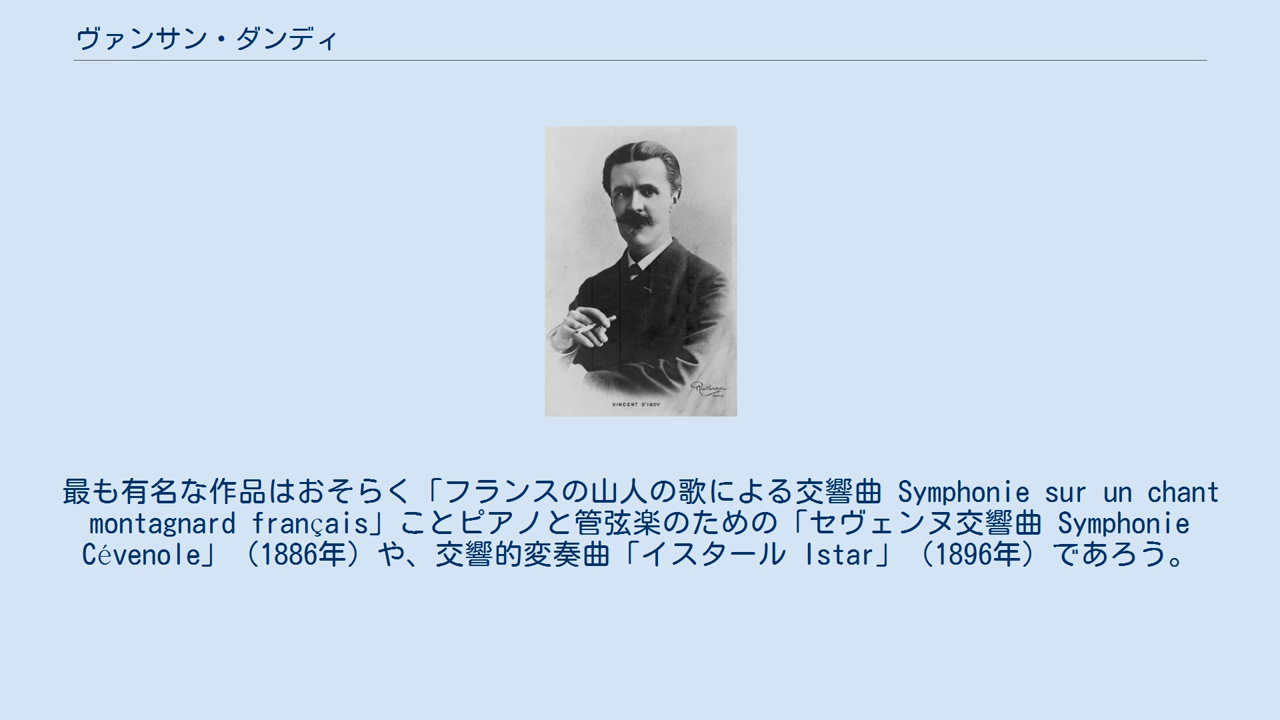 ヴァンサン・ダンディ
VINCENT D'INDY
最も有名な作品はおそらく「フランスの山人の歌による交響曲 Symphonie sur un chant
montagnard français」ことピアノと管弦楽のための「セヴェンヌ交響曲 Symphonie
Cévenole」（1886年）や、交響的変奏曲「イスタール Istar」（1896年）であろう。